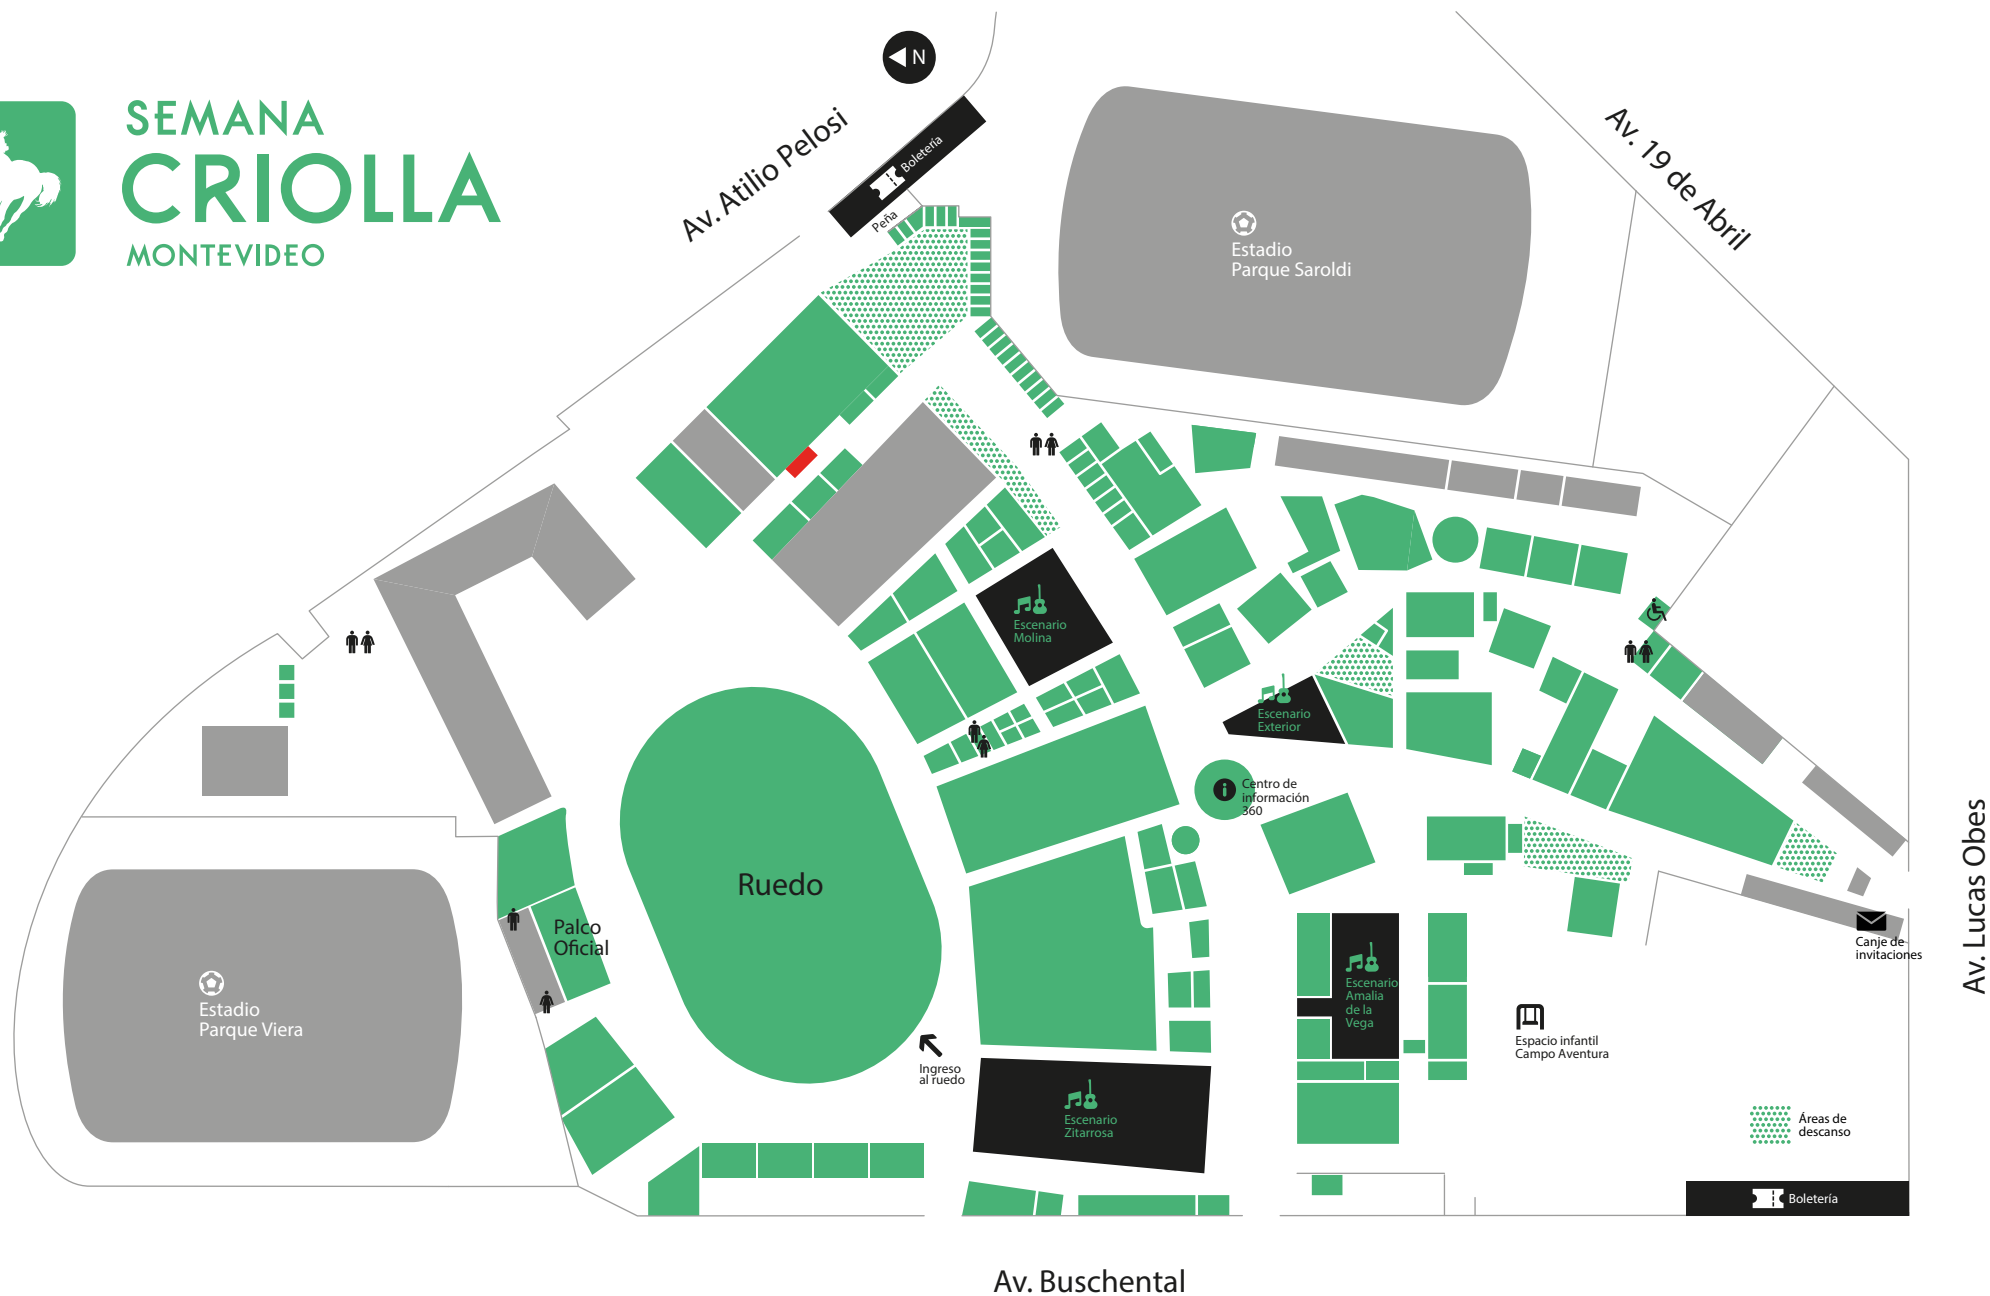 SEMANA
CRIOLLA
MONTEVIDEO
N
Av. Atilio Pelosi
Boletería
Peña
Av. 19 de Abril
Estadio
Parque Saroldi
Escenario
Molina
Escenario
Exterior
Centro de
información
360
Ruedo
Palco
Oficial
Estadio
Parque Viera
Ingreso
al ruedo
Escenario
Zitarrosa
Escenario
Amalia
de la
Vega
Espacio infantil
Campo Aventura
Canje de
invitaciones
Av. Lucas Obes
Áreas de
descanso
Boletería
Av. Buschental